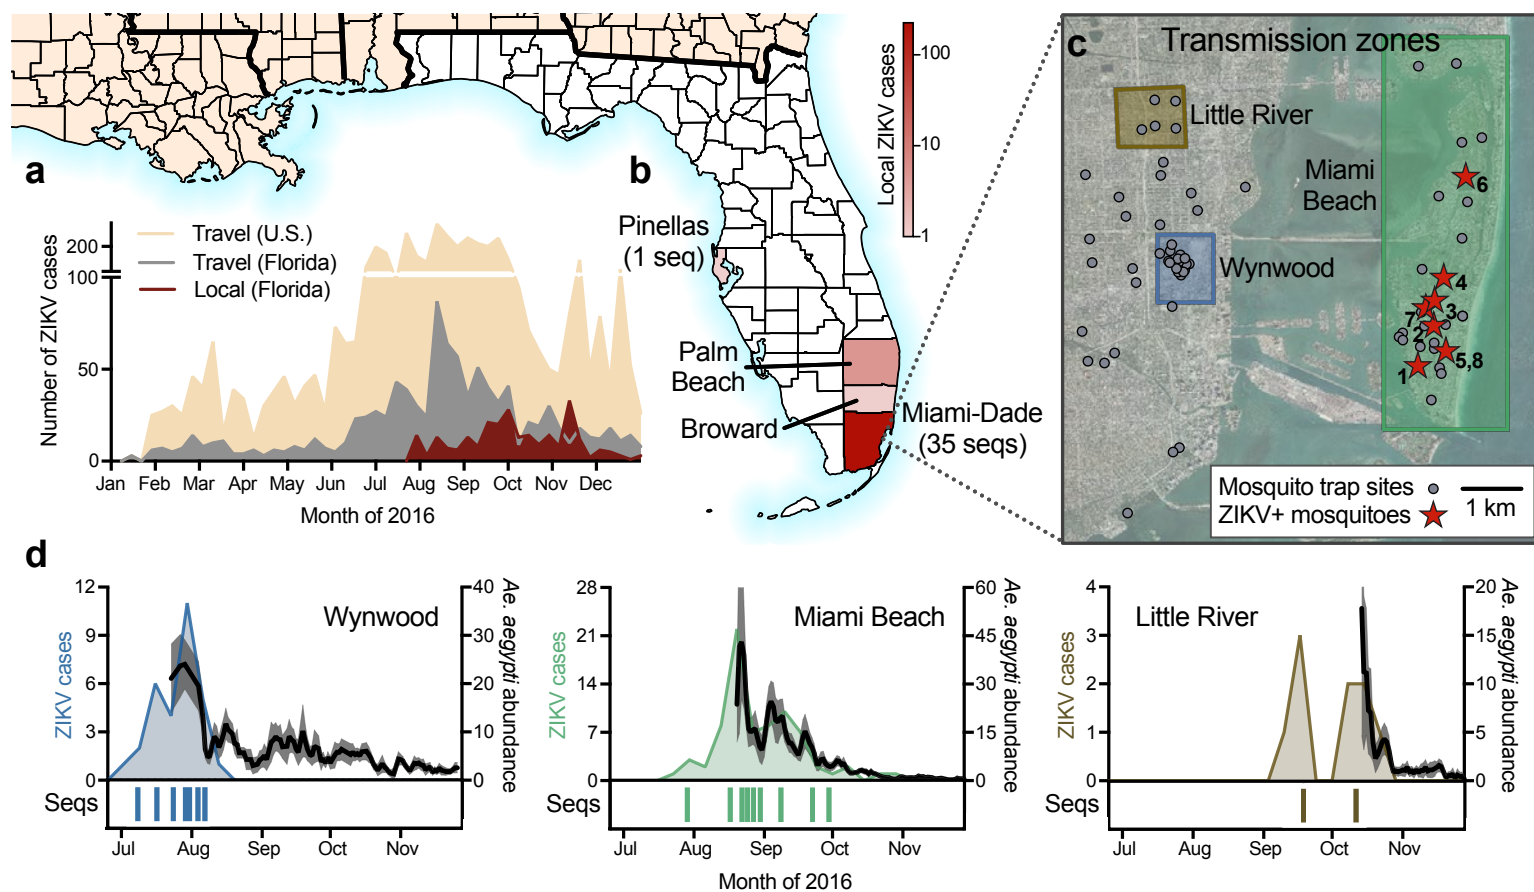 a
Number of ZIKV cases
200
100
50
0
Travel (U.S.)
Travel (Florida)
Local (Florida)
Jan Feb Mar Apr May Jun Jul Aug Sep Oct Nov Dec
Month of 2016
b
Local ZIKV cases
100
10
1
Pinellas
(1 seq)
Palm
Beach
Broward
Miami-Dade
(35 seqs)
c
Transmission zones
Little River
Miami
Beach
Wynwood
6
4
3
7
2
5,8
1
Mosquito trap sites
1 km
ZIKV+ mosquitoes
d
Wynwood
ZIKV cases
12
9
6
3
0
40
30
20
10
0
Ae. aegypti abundance
Seqs
Jul Aug Sep Oct Nov
Miami Beach
ZIKV cases
28
21
14
7
0
60
45
30
15
0
Ae. aegypti abundance
Seqs
Jul Aug Sep Oct Nov
Month of 2016
Little River
ZIKV cases
4
3
2
1
0
20
15
10
5
0
Ae. aegypti abundance
Seqs
Jul Aug Sep Oct Nov